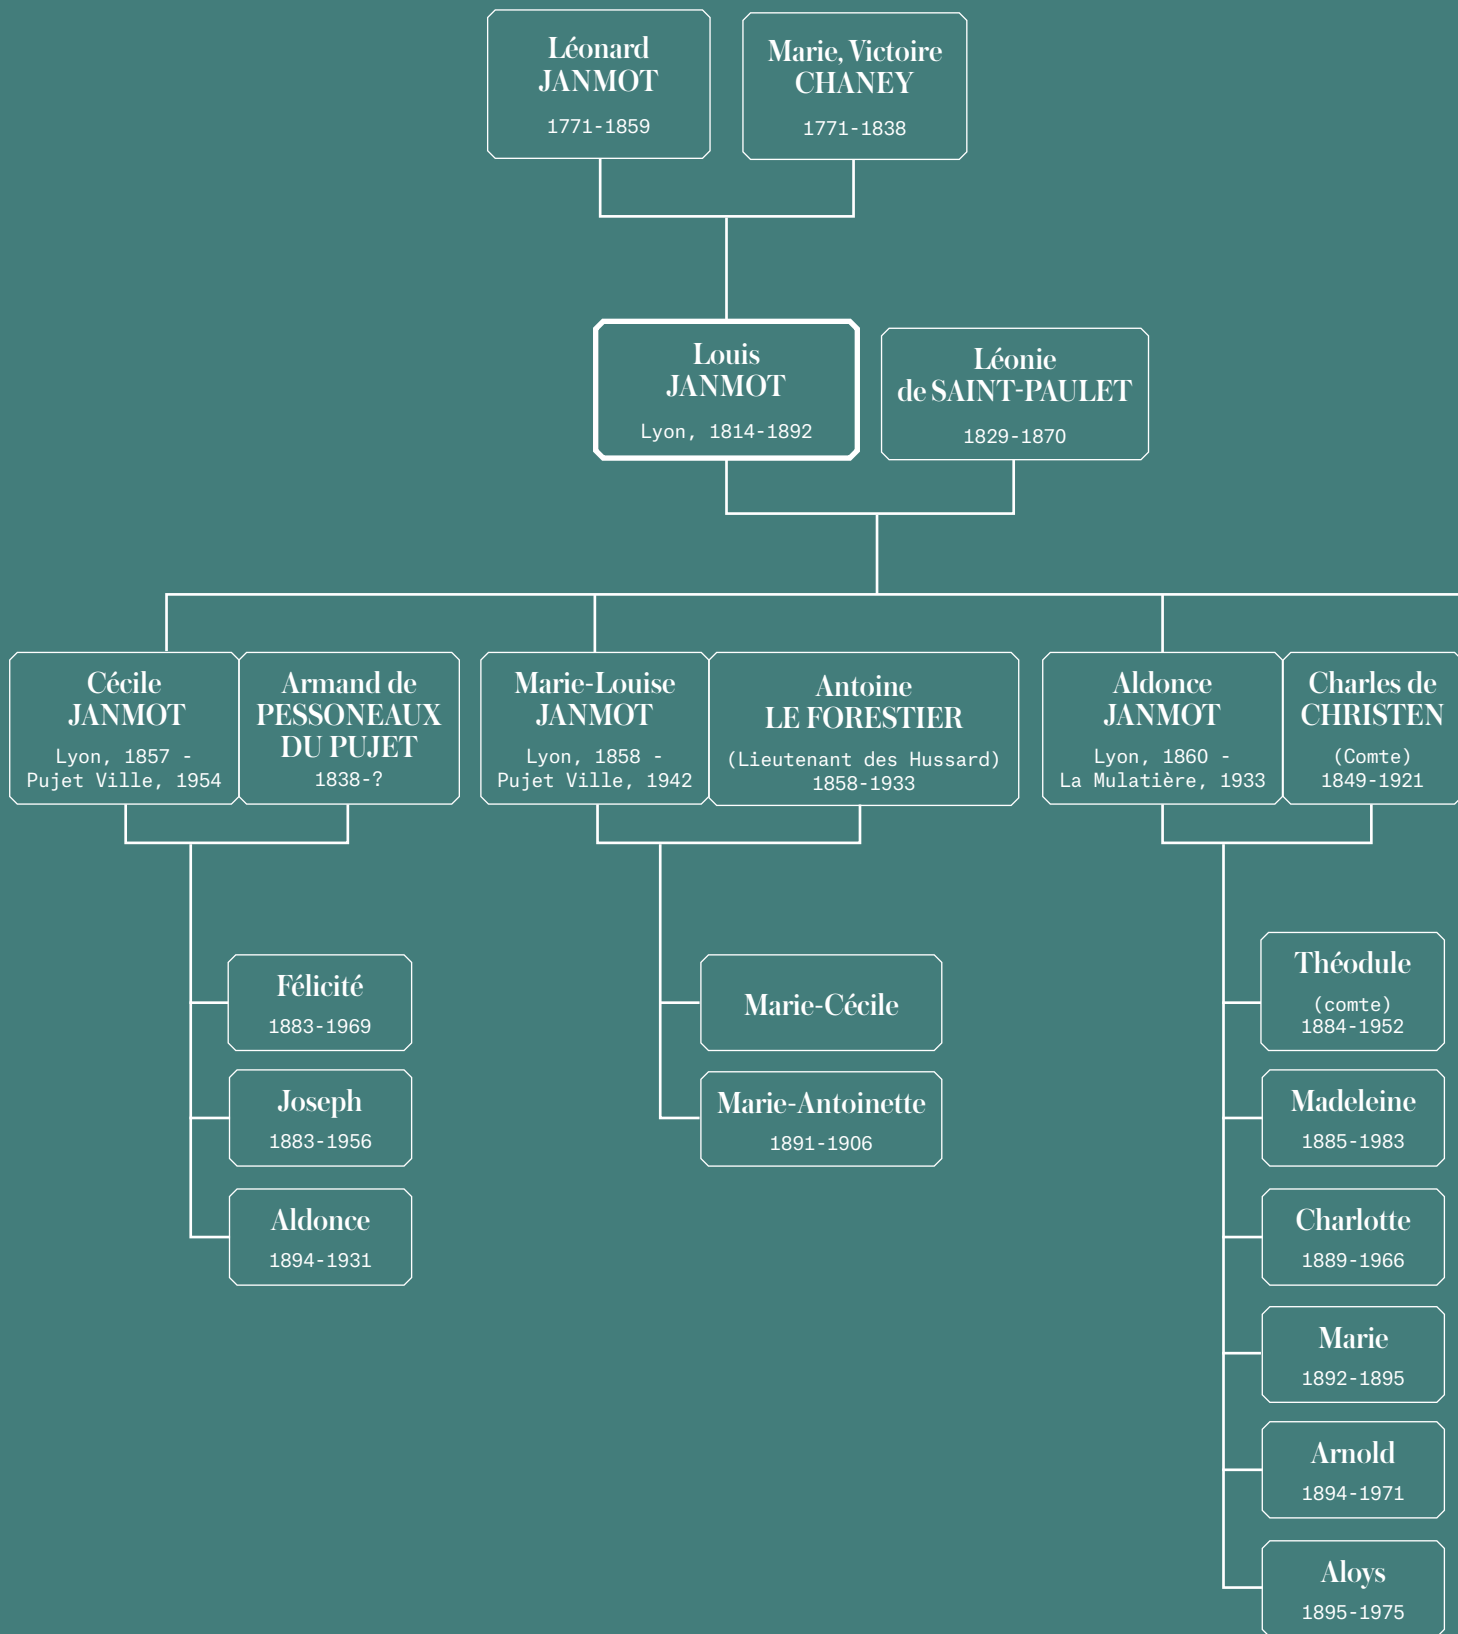 Léonard
JANMOT
1771-1859
Marie, Victoire
CHANEY
1771-1838
Louis
JANMOT
Lyon, 1814-1892
Léonie
de SAINT-PAULET
1829-1870
Cécile
JANMOT
Lyon, 1857 -
Pujet Ville, 1954
Armand de
PESSONEAUX
DU PUJET
1838-?
Marie-Louise
JANMOT
Lyon, 1858 -
Pujet Ville, 1942
Antoine
LE FORESTIER
(Lieutenant des Hussard)
1858-1933
Aldonce
JANMOT
Lyon, 1860 -
La Mulatière, 1933
Charles de
CHRISTEN
(Comte)
1849-1921
Félicité
1883-1969
Joseph
1883-1956
Aldonce
1894-1931
Marie-Cécile
Marie-Antoinette
1891-1906
Théodule
(comte)
1884-1952
Madeleine
1885-1983
Charlotte
1889-1966
Marie
1892-1895
Arnold
1894-1971
Aloys
1895-1975